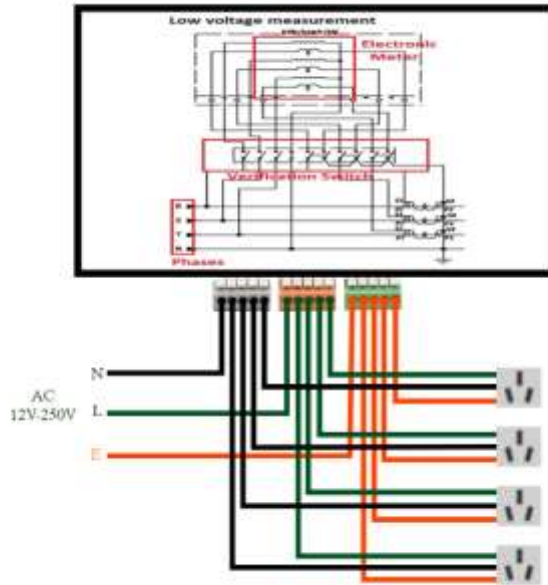 Low voltage measurement
Electronic
Meter
Verification Switch
R
S
T
N
Phases
N
AC
L
12V-250V
E